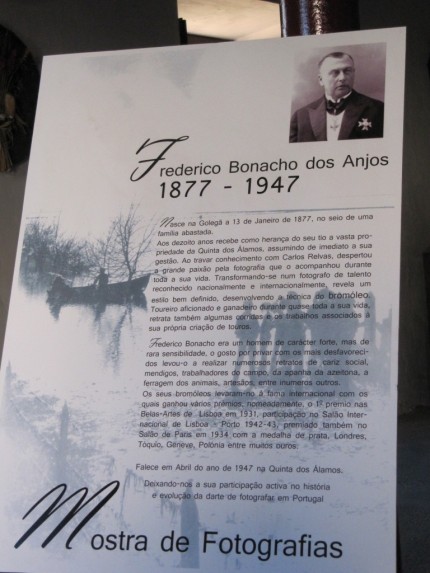 Frederico Bonacho dos Anjos
1877 - 1947
Nasce na Golegã a 13 de Janeiro de 1877, no seio de uma
família abastada.
Aos dezoito anos recebe como herança do seu tio a vasta pro-
priedade da Quinta dos Álamos, assumindo de imediato a sua
gestão. Ao travar conhecimento com Carlos Relvas, despertou
a grande paixão pela fotografia que o acompanhou durante
toda a sua vida. Transformando-se num fotografo de talento
reconhecido nacionalmente e internacionalmente, revela um
estilo bem definido, desenvolvendo a técnica do bromóleo.
Toureiro aficionado e ganadeiro durante quase toda a sua vida,
retrata também algumas corridas e os trabalhos associados à
sua própria criação de touros.
Frederico Bonacho era um homem de carácter forte, mas de
rara sensibilidade, o gosto por privar com os mais desfavoreci-
dos levou-o a realizar numerosos retratos de cariz social,
mendigos, trabalhadores do campo, da apanha da azeitona, a
ferragem dos animais, artesãos, entre inúmeros outros.
Os seus bromóleos levaram-no à fama internacional com os
quais ganhou vários prémios, nomeadamente, o 1º prémio nas
Belas-Artes de Lisboa em 1931, participação no Salão Inter-
nacional de Lisboa - Porto 1942-43, premiado também no
Salão de Paris em 1934 com a medalha de prata, Londres,
Tóquio, Genève, Polónia entre muitos outros.
Falece em Abril do ano de 1947 na Quinta dos Álamos.
Deixando-nos a sua participação activa no história
e evolução da darte de fotografar em Portugal
Mostra de Fotografias